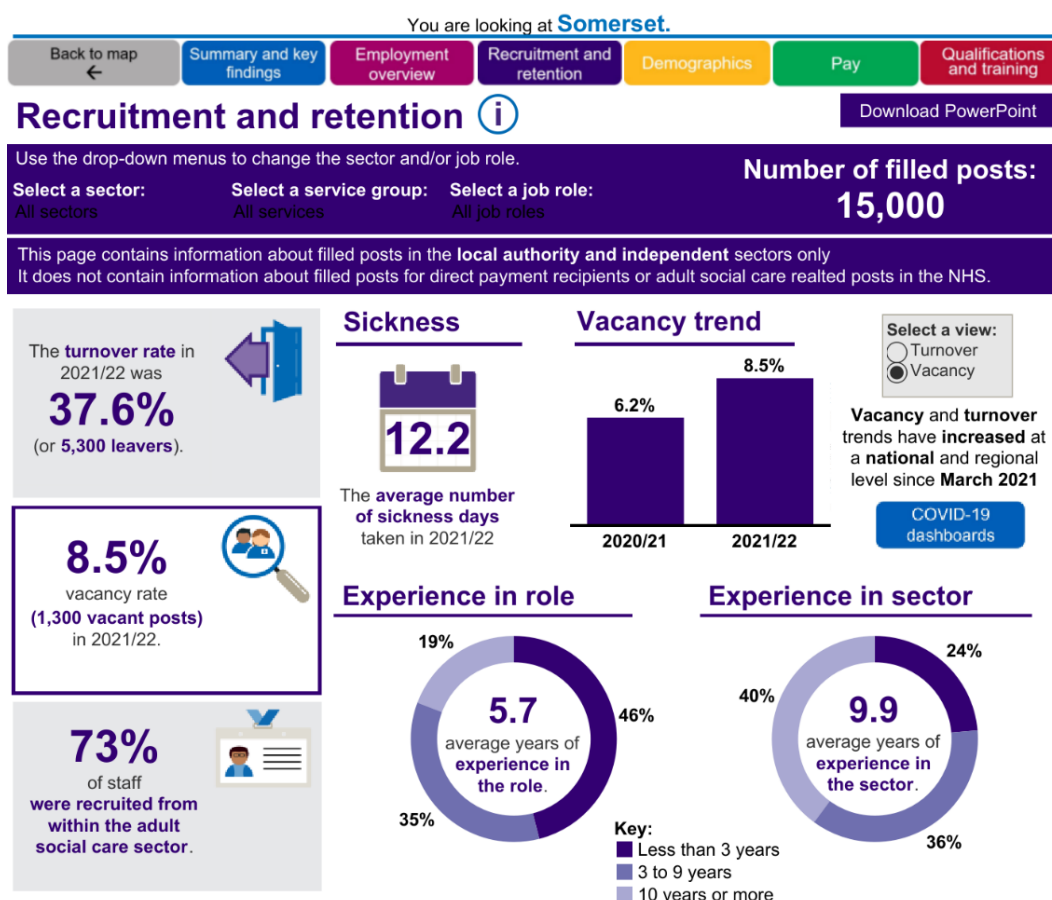 You are looking at Somerset.
Back to map
←
Summary and key
findings
Employment
overview
Recruitment and
retention
Demographics
Pay
Qualifications
and training
Recruitment and retention i
Download PowerPoint
Use the drop-down menus to change the sector and/or job role.
Select a sector:
All sectors
Select a service group:
All services
Select a job role:
All job roles
Number of filled posts:
15,000
This page contains information about filled posts in the local authority and independent sectors only
It does not contain information about filled posts for direct payment recipients or adult social care realted posts in the NHS.
The turnover rate in
2021/22 was
37.6%
(or 5,300 leavers).
8.5%
vacancy rate
(1,300 vacant posts)
in 2021/22.
73%
of staff
were recruited from
within the adult
social care sector.
Sickness
12.2
The average number
of sickness days
taken in 2021/22
Vacancy trend
6.2%
8.5%
2020/21
2021/22
Select a view:
Turnover
Vacancy
Vacancy and turnover
trends have increased at
a national and regional
level since March 2021
COVID-19
dashboards
Experience in role
19%
46%
35%
5.7
average years of
experience in
the role.
Experience in sector
24%
40%
36%
9.9
average years of
experience in
the sector.
Key:
Less than 3 years
3 to 9 years
10 years or more